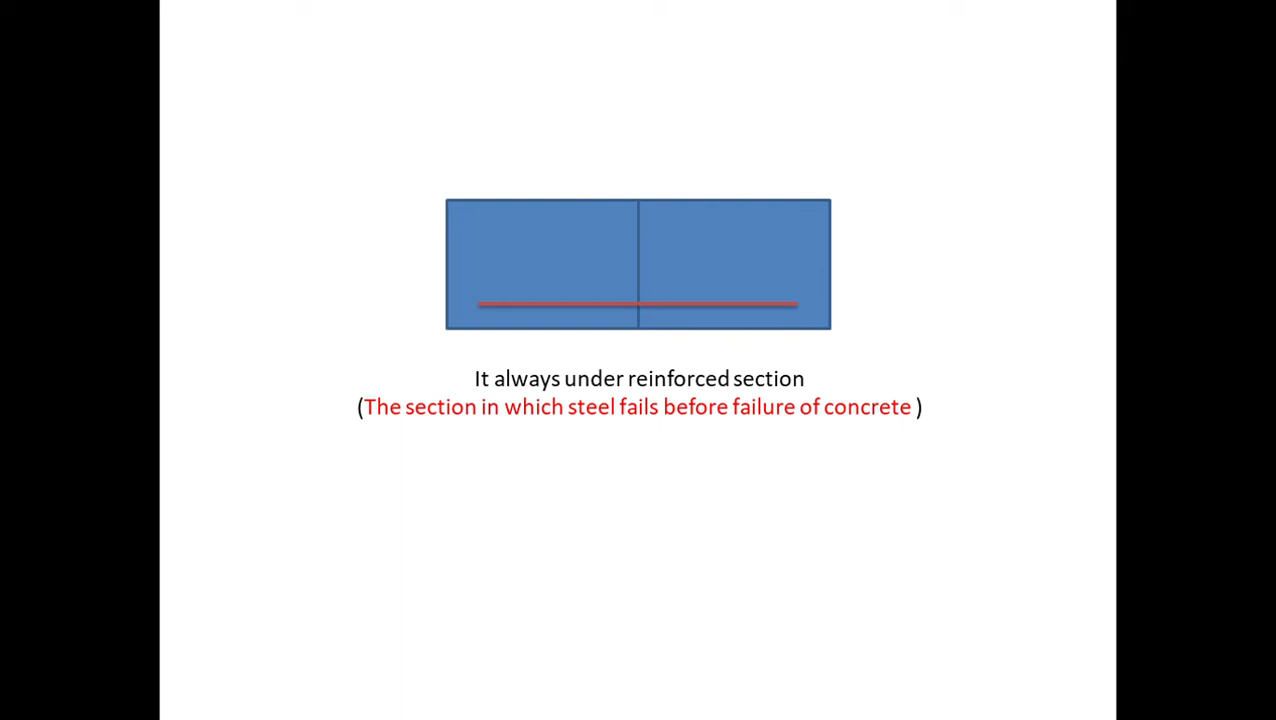 It always under reinforced section
(The section in which steel fails before failure of concrete )